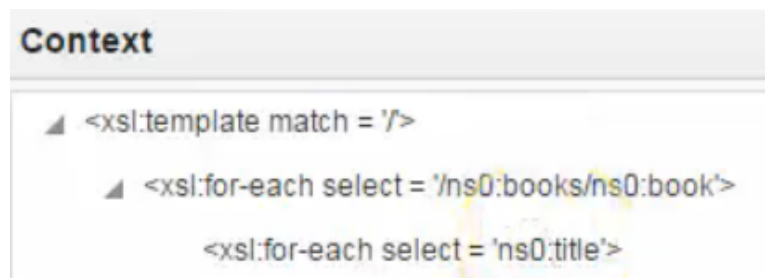 Context
<xsl:template match = '/'>
<xsl:for-each select = '/ns0:books/ns0:book'>
<xsl:for-each select = 'ns0:title'>